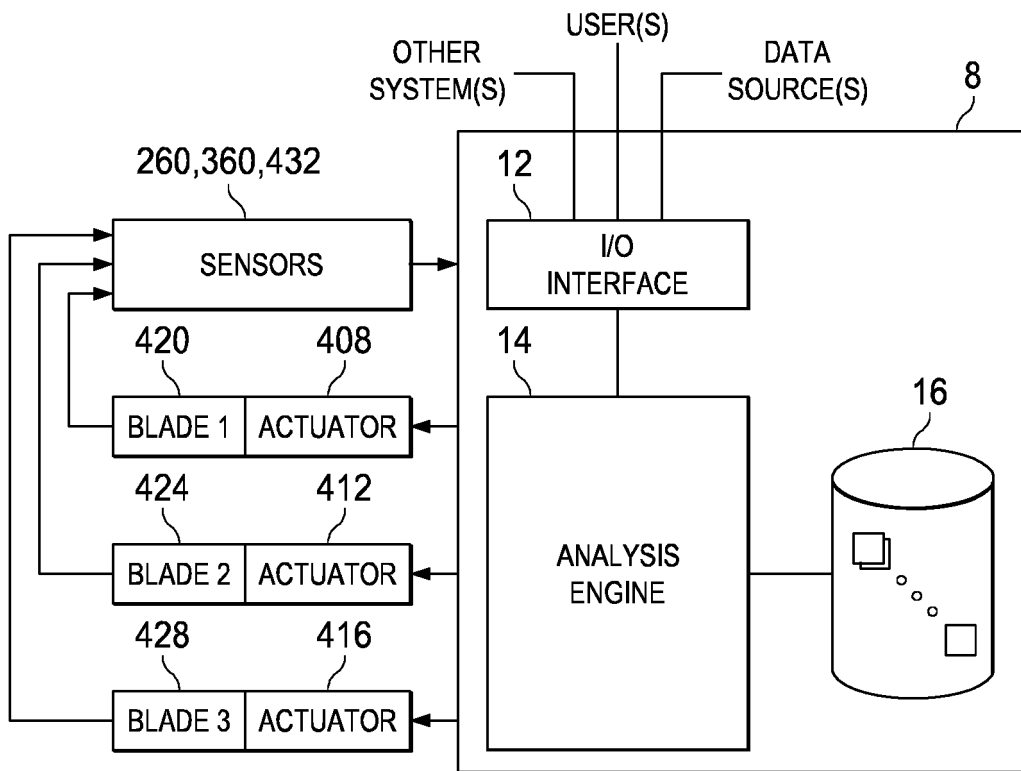 USER(S)
OTHER
SYSTEM(S)
DATA
SOURCE(S)
8
260,360,432
12
SENSORS
I/O
INTERFACE
420
408
14
16
BLADE 1
ACTUATOR
424
412
BLADE 2
ACTUATOR
ANALYSIS
ENGINE
428
416
BLADE 3
ACTUATOR